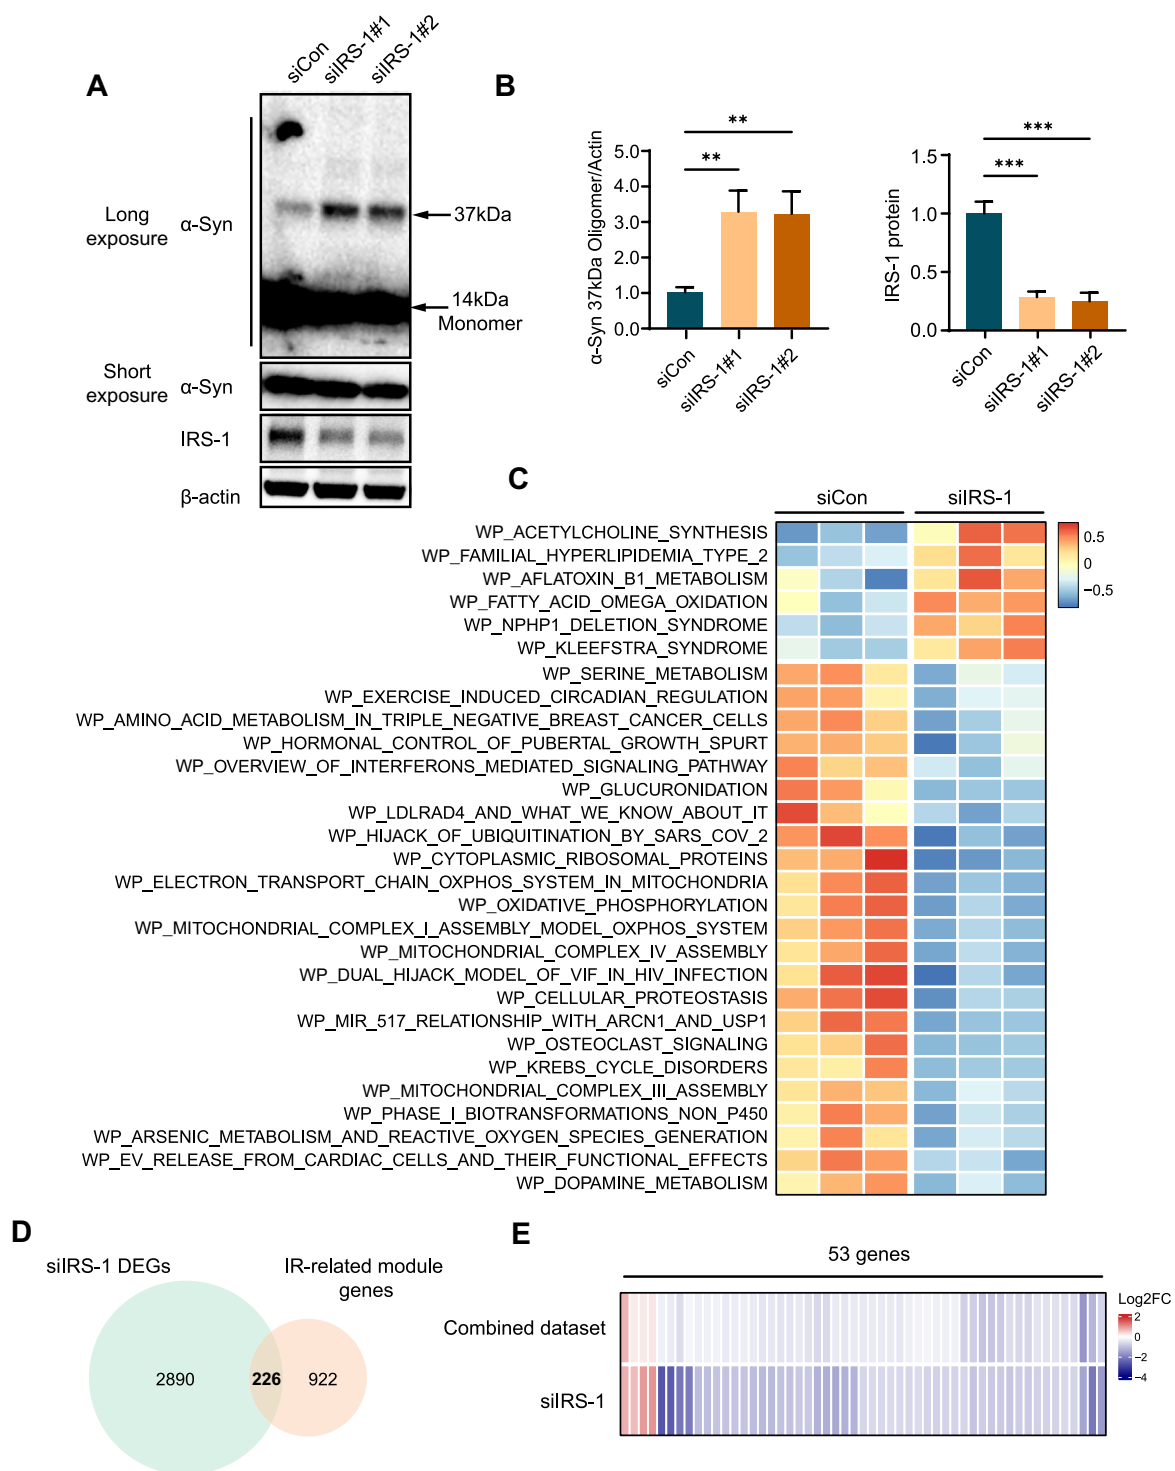 A
siCon
siIRS-1#1
siIRS-1#2
Long
exposure
α-Syn
37kDa
14kDa
Monomer
Short
exposure
α-Syn
IRS-1
β-actin
B
α-Syn 37kDa Oligomer/Actin
5.0
4.0
3.0
2.0
1.0
0.0
**
**
siCon
siIRS-1#1
siIRS-1#2
IRS-1 protein
1.5
1.0
0.5
0.0
***
***
siCon
siIRS-1#1
siIRS-1#2
C
siCon
siIRS-1
WP_ACETYLCHOLINE_SYNTHESIS
WP_FAMILIAL_HYPERLIPIDEMIA_TYPE_2
WP_AFLATOXIN_B1_METABOLISM
WP_FATTY_ACID_OMEGA_OXIDATION
WP_NPHP1_DELETION_SYNDROME
WP_KLEEFSTRA_SYNDROME
WP_SERINE_METABOLISM
WP_EXERCISE_INDUCED_CIRCADIAN_REGULATION
WP_AMINO_ACID_METABOLISM_IN_TRIPLE_NEGATIVE_BREAST_CANCER_CELLS
WP_HORMONAL_CONTROL_OF_PUBERTAL_GROWTH_SPURT
WP_OVERVIEW_OF_INTERFERONS_MEDIATED_SIGNALING_PATHWAY
WP_GLUCURONIDATION
WP_LDLRAD4_AND_WHAT_WE_KNOW_ABOUT_IT
WP_HIJACK_OF_UBIQUITINATION_BY_SARS_COV_2
WP_CYTOPLASMIC_RIBOSOMAL_PROTEINS
WP_ELECTRON_TRANSPORT_CHAIN_OXPHOS_SYSTEM_IN_MITOCHONDRIA
WP_OXIDATIVE_PHOSPHORYLATION
WP_MITOCHONDRIAL_COMPLEX_I_ASSEMBLY_MODEL_OXPHOS_SYSTEM
WP_MITOCHONDRIAL_COMPLEX_IV_ASSEMBLY
WP_DUAL_HIJACK_MODEL_OF_VIF_IN_HIV_INFECTION
WP_CELLULAR_PROTEOSTASIS
WP_MIR_517_RELATIONSHIP_WITH_ARCN1_AND_USP1
WP_OSTEOCLAST_SIGNALING
WP_KREBS_CYCLE_DISORDERS
WP_MITOCHONDRIAL_COMPLEX_III_ASSEMBLY
WP_PHASE_I_BIOTRANSFORMATIONS_NON_P450
WP_ARSENIC_METABOLISM_AND_REACTIVE_OXYGEN_SPECIES_GENERATION
WP_EV_RELEASE_FROM_CARDIAC_CELLS_AND_THEIR_FUNCTIONAL_EFFECTS
WP_DOPAMINE_METABOLISM
0.5
0
−0.5
D
siIRS-1 DEGs
IR-related module
genes
2890
226
922
E
53 genes
Combined dataset
siIRS-1
Log2FC
2
0
−2
−4